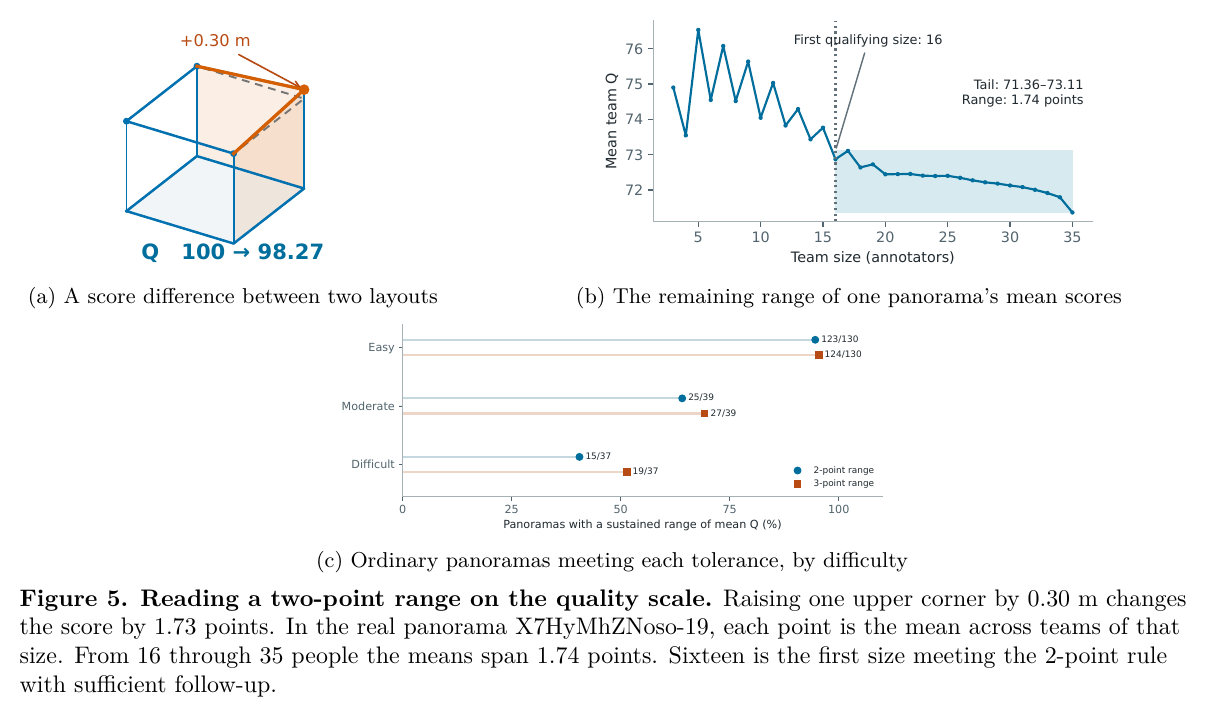 +0.30 m
Q 100 → 98.27
(a) A score difference between two layouts
Mean team Q
76
75
74
73
72
First qualifying size: 16
Tail: 71.36–73.11
Range: 1.74 points
5 10 15 20 25 30 35
Team size (annotators)
(b) The remaining range of one panorama's mean scores
Easy
123/130
124/130
Moderate
25/39
27/39
Difficult
15/37
19/37
2-point range
3-point range
0 25 50 75 100
Panoramas with a sustained range of mean Q (%)
(c) Ordinary panoramas meeting each tolerance, by difficulty
Figure 5. Reading a two-point range on the quality scale. Raising one upper corner by 0.30 m changes
the score by 1.73 points. In the real panorama X7HyMhZNoso-19, each point is the mean across teams of that
size. From 16 through 35 people the means span 1.74 points. Sixteen is the first size meeting the 2-point rule
with sufficient follow-up.